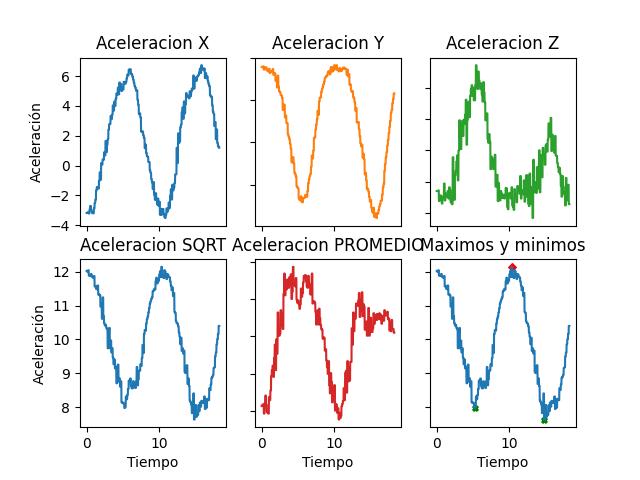 Aceleracion X
Aceleracion Y
Aceleracion Z
Aceleración
6
4
2
0
−2
−4
Aceleracion SQRT
Aceleracion PROMEDIO
Maximos y minimos
Aceleración
12
11
10
9
8
0
10
0
10
0
10
Tiempo
Tiempo
Tiempo